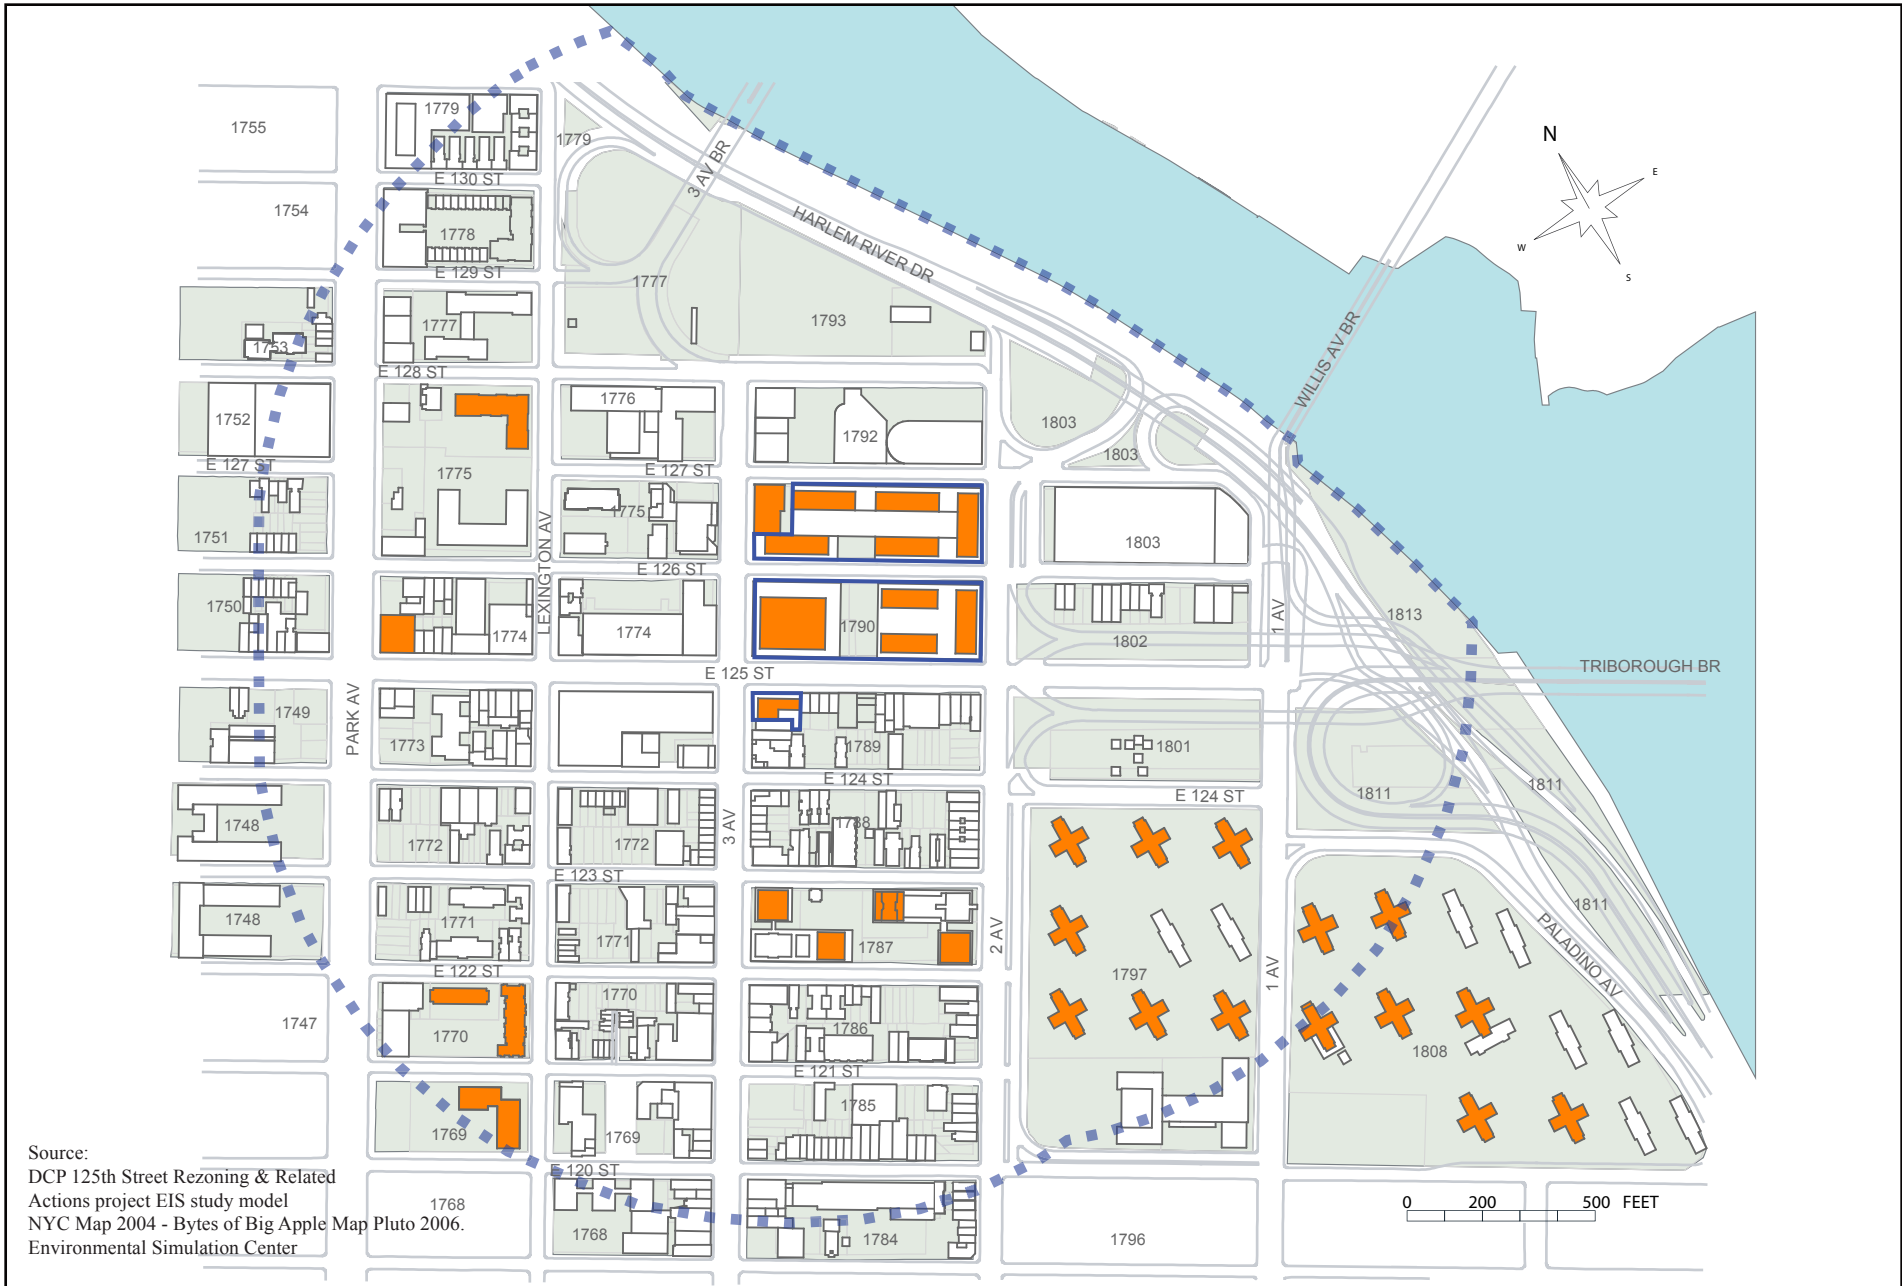 1755
1779
1779
3 AV BR
N
E
W
S
E 130 ST
1754
1778
HARLEM RIVER DR
E 129 ST
1777
1777
1793
1753
WILLIS AV BR
E 128 ST
1776
1752
1792
1803
1803
E 127 ST
1775
E 127 ST
1751
1775
1803
LEXINGTON AV
E 126 ST
1750
1774
1774
1790
1802
1 AV
1813
E 125 ST
TRIBOROUGH BR
1749
PARK AV
1773
1789
1801
E 124 ST
E 124 ST
1811
1811
1748
1772
1772
3 AV
1788
E 123 ST
1748
1771
1771
1787
2 AV
1811
PALADINO AV
E 122 ST
1797
1 AV
1747
1770
1770
1786
1808
E 121 ST
1769
1769
1785
E 120 ST
1768
1768
1784
1796
0 200 500 FEET
Source:
DCP 125th Street Rezoning & Related
Actions project EIS study model
NYC Map 2004 - Bytes of Big Apple Map Pluto 2006.
Environmental Simulation Center